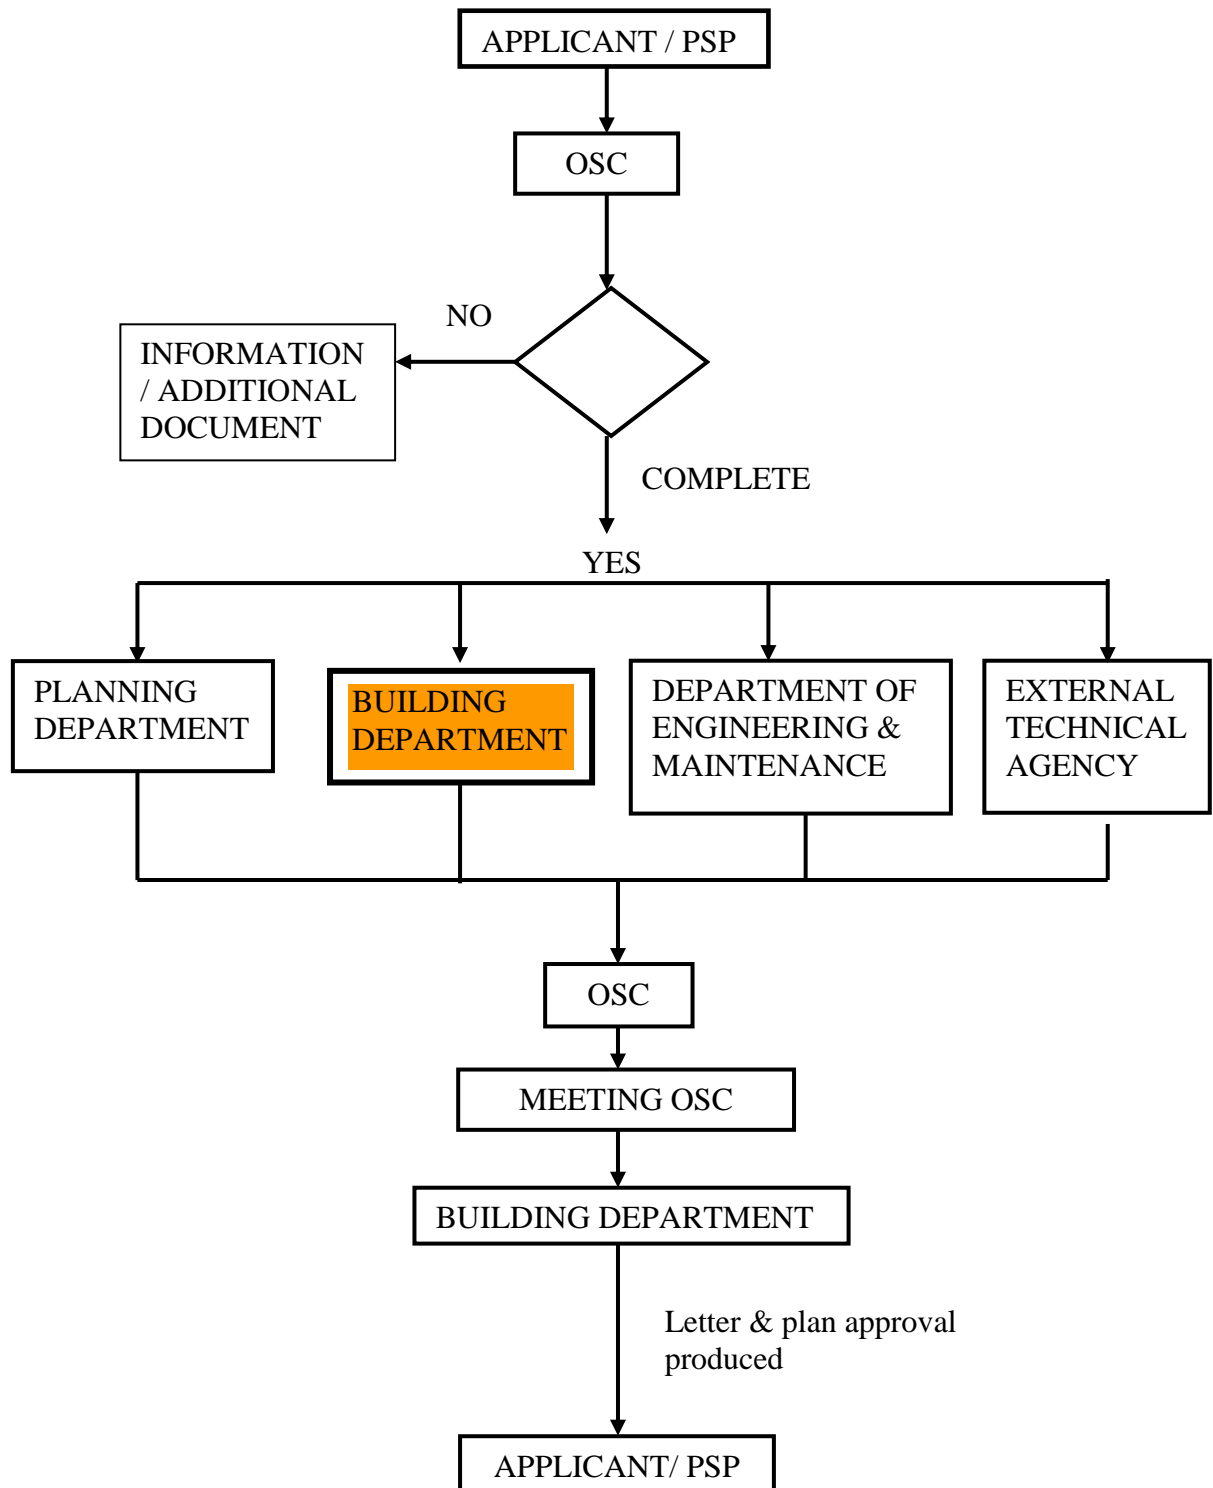 APPLICANT / PSP
OSC
NO
INFORMATION
/ ADDITIONAL
DOCUMENT
COMPLETE
YES
PLANNING
DEPARTMENT
BUILDING
DEPARTMENT
DEPARTMENT OF
ENGINEERING &
MAINTENANCE
EXTERNAL
TECHNICAL
AGENCY
OSC
MEETING OSC
BUILDING DEPARTMENT
Letter & plan approval
produced
APPLICANT/ PSP